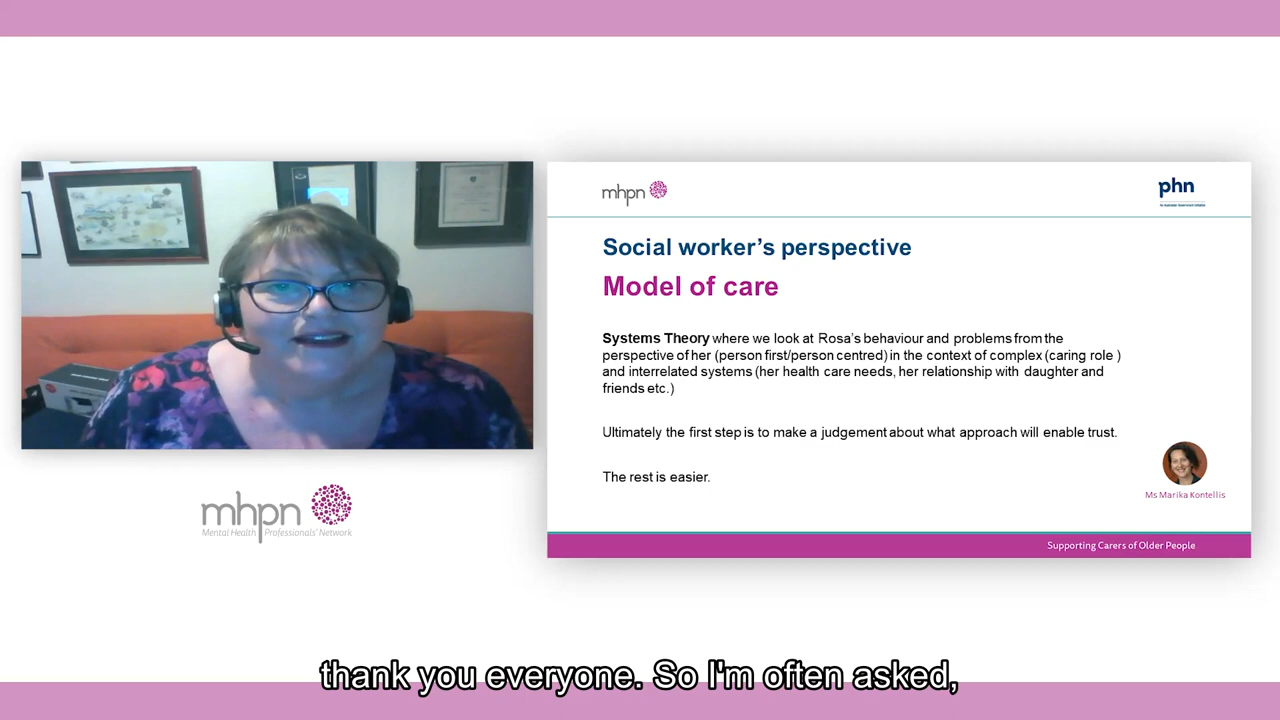 mhpn
phn
Social worker's perspective
Model of care
Systems Theory where we look at Rosa's behaviour and problems from the
perspective of her (person first/person centred) in the context of complex (caring role )
and interrelated systems (her health care needs, her relationship with daughter and
friends etc.)
Ultimately the first step is to make a judgement about what approach will enable trust.
The rest is easier.
Ms Marika Kontellis
Supporting Carers of Older People
mhpn
Mental Health Professionals' Network
thank you everyone. So I'm often asked,